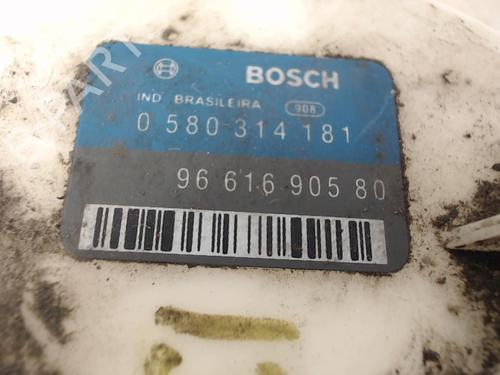 BOSCH
IND BRASILEIRA 908
0 580 314 181
96 616 905 80